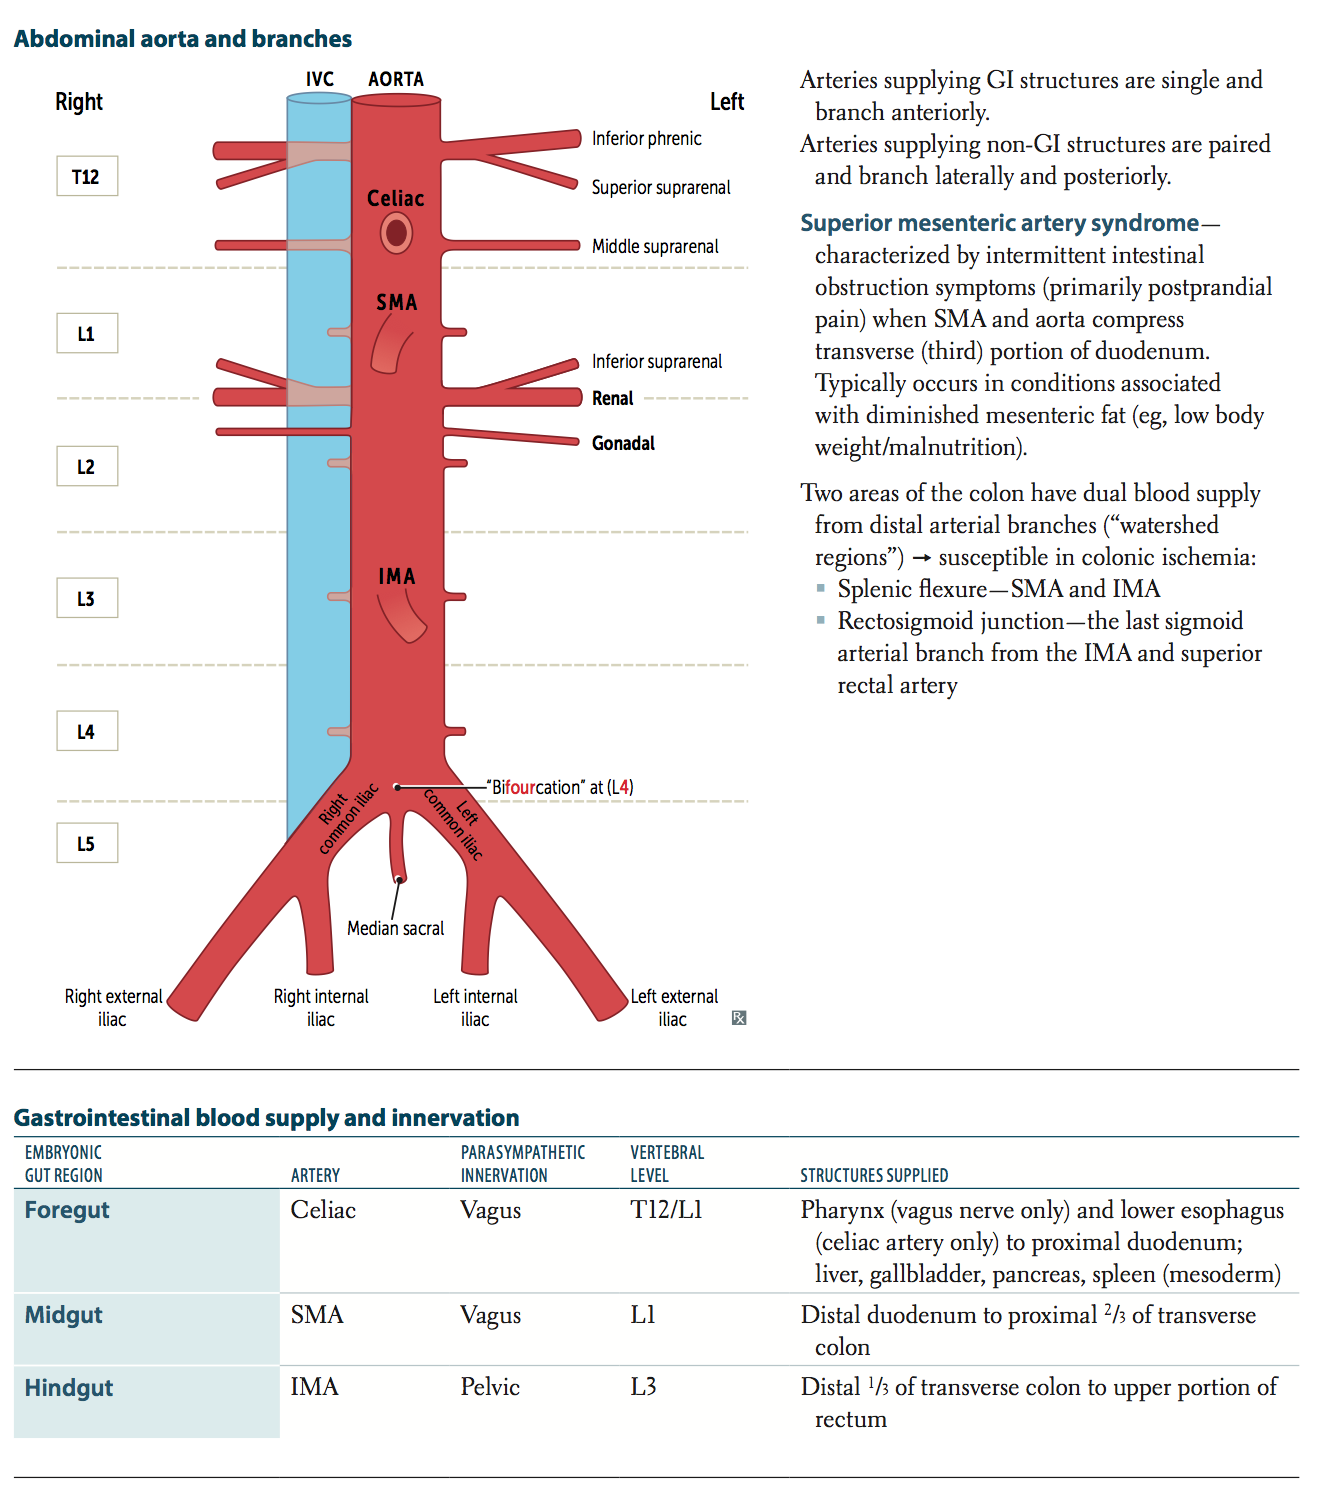 Abdominal aorta and branches
IVC AORTA
Right
Left
T12
L1
L2
L3
L4
L5
Celiac
SMA
IMA
Inferior phrenic
Superior suprarenal
Middle suprarenal
Inferior suprarenal
Renal
Gonadal
"Bifourcation" at (L4)
Right
common iliac
Left
common iliac
Median sacral
Right external
iliac
Right internal
iliac
Left internal
iliac
Left external
iliac
Rx
Arteries supplying GI structures are single and
branch anteriorly.
Arteries supplying non-GI structures are paired
and branch laterally and posteriorly.
Superior mesenteric artery syndrome—
characterized by intermittent intestinal
obstruction symptoms (primarily postprandial
pain) when SMA and aorta compress
transverse (third) portion of duodenum.
Typically occurs in conditions associated
with diminished mesenteric fat (eg, low body
weight/malnutrition).
Two areas of the colon have dual blood supply
from distal arterial branches (“watershed
regions”) → susceptible in colonic ischemia:
▪ Splenic flexure—SMA and IMA
▪ Rectosigmoid junction—the last sigmoid
arterial branch from the IMA and superior
rectal artery
Gastrointestinal blood supply and innervation
EMBRYONIC
GUT REGION
ARTERY
PARASYMPATHETIC
INNERVATION
VERTEBRAL
LEVEL
STRUCTURES SUPPLIED
Foregut
Celiac
Vagus
T12/L1
Pharynx (vagus nerve only) and lower esophagus
(celiac artery only) to proximal duodenum;
liver, gallbladder, pancreas, spleen (mesoderm)
Midgut
SMA
Vagus
L1
Distal duodenum to proximal 2/3 of transverse
colon
Hindgut
IMA
Pelvic
L3
Distal 1/3 of transverse colon to upper portion of
rectum